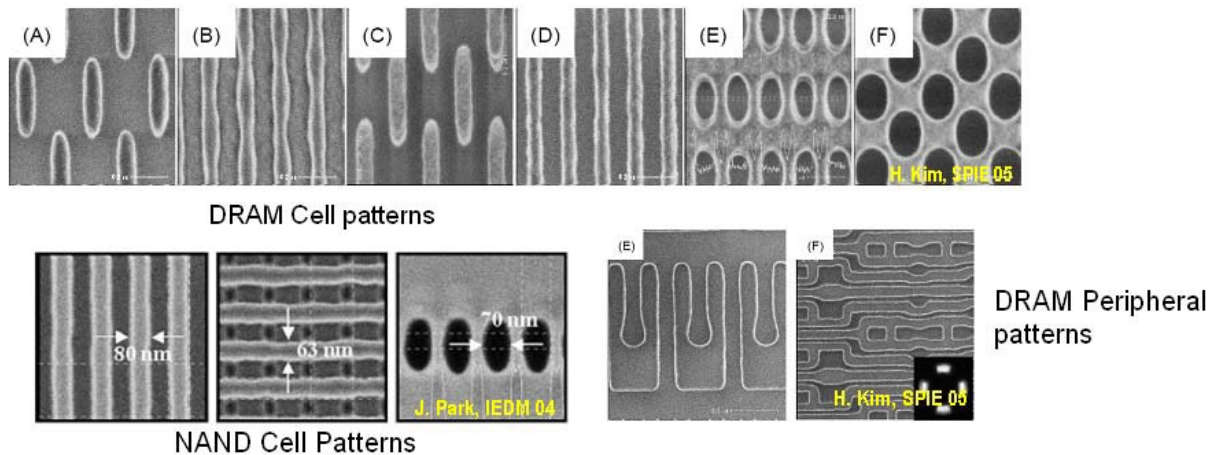 (A) (B) (C) (D) (E) (F)
H. Kim, SPIE 05
DRAM Cell patterns
(E) (F)
80 nm 63 nm 70 nm
DRAM Peripheral
patterns
J. Park, IEDM 04
H. Kim, SPIE 05
NAND Cell Patterns